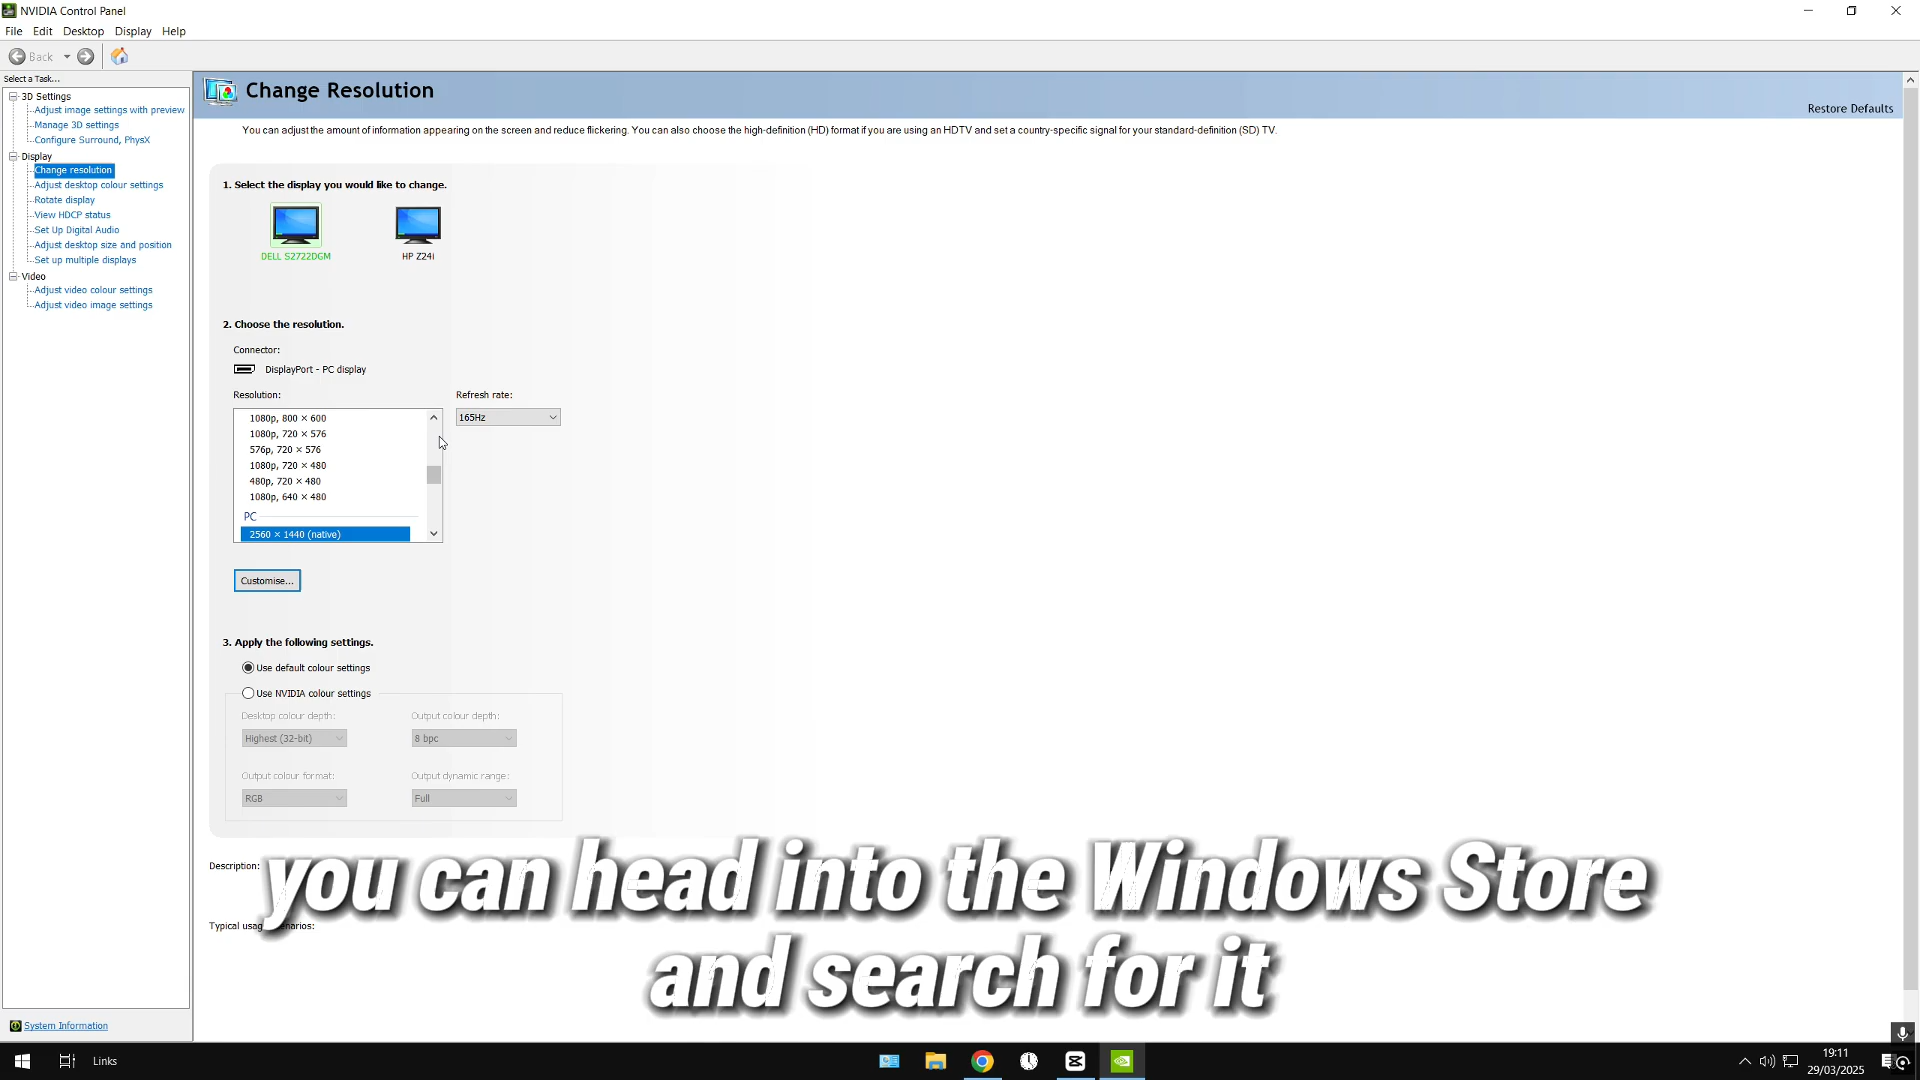 NVIDIA Control Panel
File Edit Desktop Display Help
Back
Select a Task...
3D Settings
Adjust image settings with preview
Manage 3D settings
Configure Surround, PhysX
Display
Change resolution
Adjust desktop colour settings
Rotate display
View HDCP status
Set Up Digital Audio
Adjust desktop size and position
Set up multiple displays
Video
Adjust video colour settings
Adjust video image settings
System Information
Change Resolution
Restore Defaults
You can adjust the amount of information appearing on the screen and reduce flickering. You can also choose the high-definition (HD) format if you are using an HDTV and set a country-specific signal for your standard-definition (SD) TV.
1. Select the display you would like to change.
DELL S2722DGM HP Z24i
2. Choose the resolution.
Connector:
DisplayPort - PC display
Resolution: Refresh rate:
165Hz
1080p, 800 × 600
1080p, 720 × 576
576p, 720 × 576
1080p, 720 × 480
480p, 720 × 480
1080p, 640 × 480
PC
2560 × 1440 (native)
Customise...
3. Apply the following settings.
Use default colour settings
Use NVIDIA colour settings
Desktop colour depth: Output colour depth:
Highest (32-bit) 8 bpc
Output colour format: Output dynamic range:
RGB Full
Description:
you can head into the Windows Store
Typical
and search for it
Links
19:11
29/03/2025